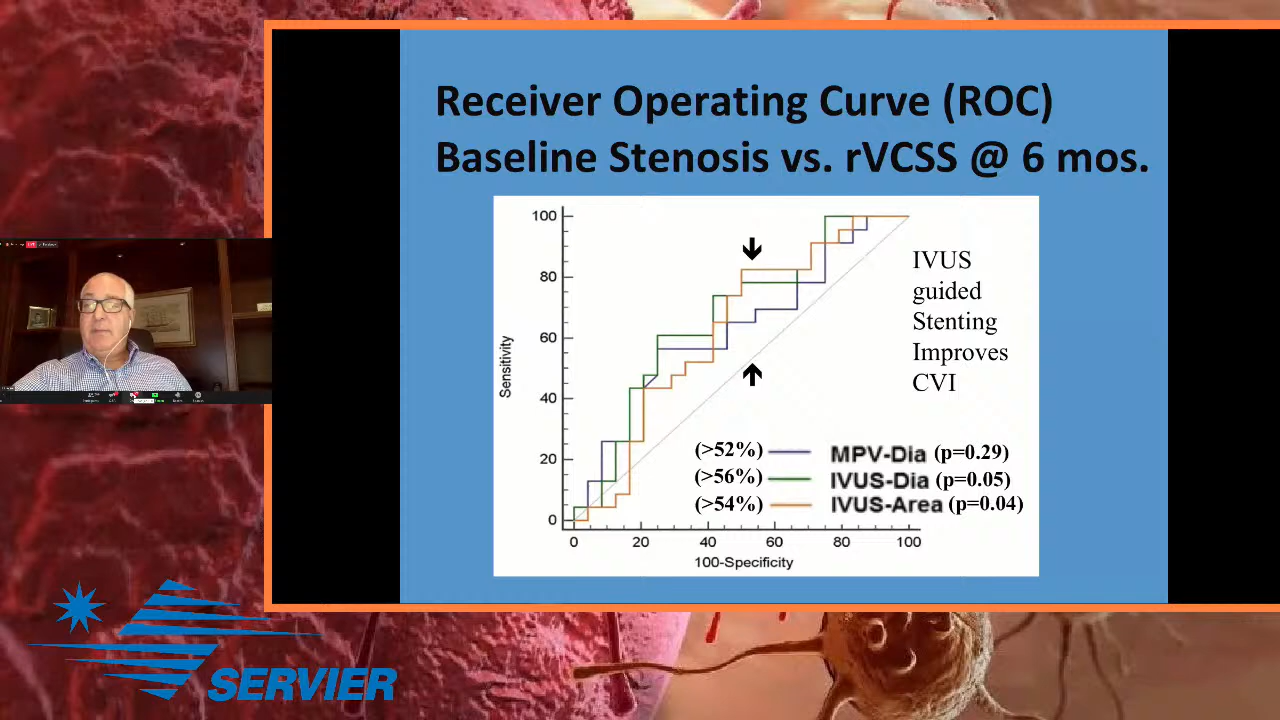 Receiver Operating Curve (ROC)
Baseline Stenosis vs. rVCSS @ 6 mos.
100
80
60
40
20
0
Sensitivity
IVUS
guided
Stenting
Improves
CVI
(>52%) MPV-Dia (p=0.29)
(>56%) IVUS-Dia (p=0.05)
(>54%) IVUS-Area (p=0.04)
0 20 40 60 80 100
100-Specificity
SERVIER